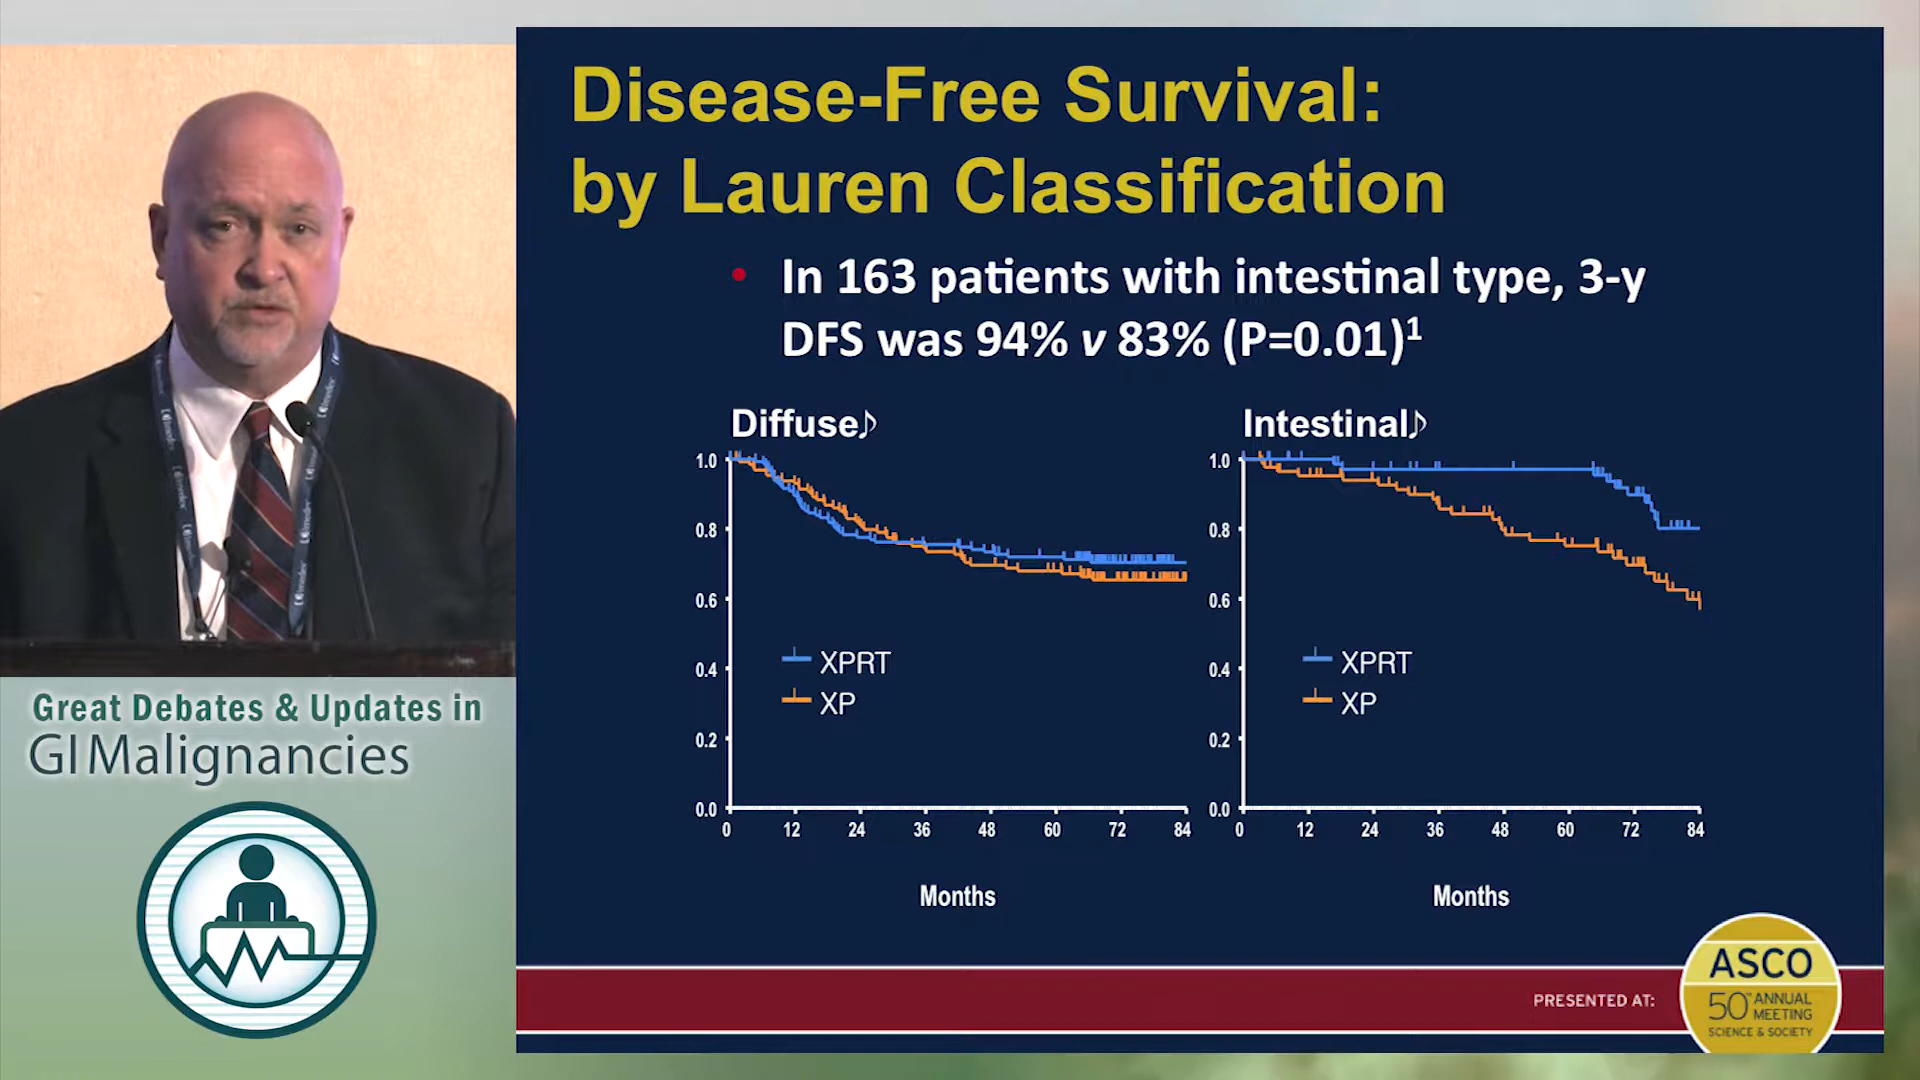 Disease-Free Survival:
by Lauren Classification
• In 163 patients with intestinal type, 3-y
DFS was 94% v 83% (P=0.01)¹
Diffuse♪
1.0
0.8
0.6
0.4
0.2
0.0
XPRT
XP
0 12 24 36 48 60 72 84
Months
Intestinal♪
1.0
0.8
0.6
0.4
0.2
0.0
XPRT
XP
0 12 24 36 48 60 72 84
Months
PRESENTED AT:
ASCO
50TH ANNUAL
MEETING
SCIENCE & SOCIETY
Great Debates & Updates in
GI Malignancies
imedex
imedex
imedex